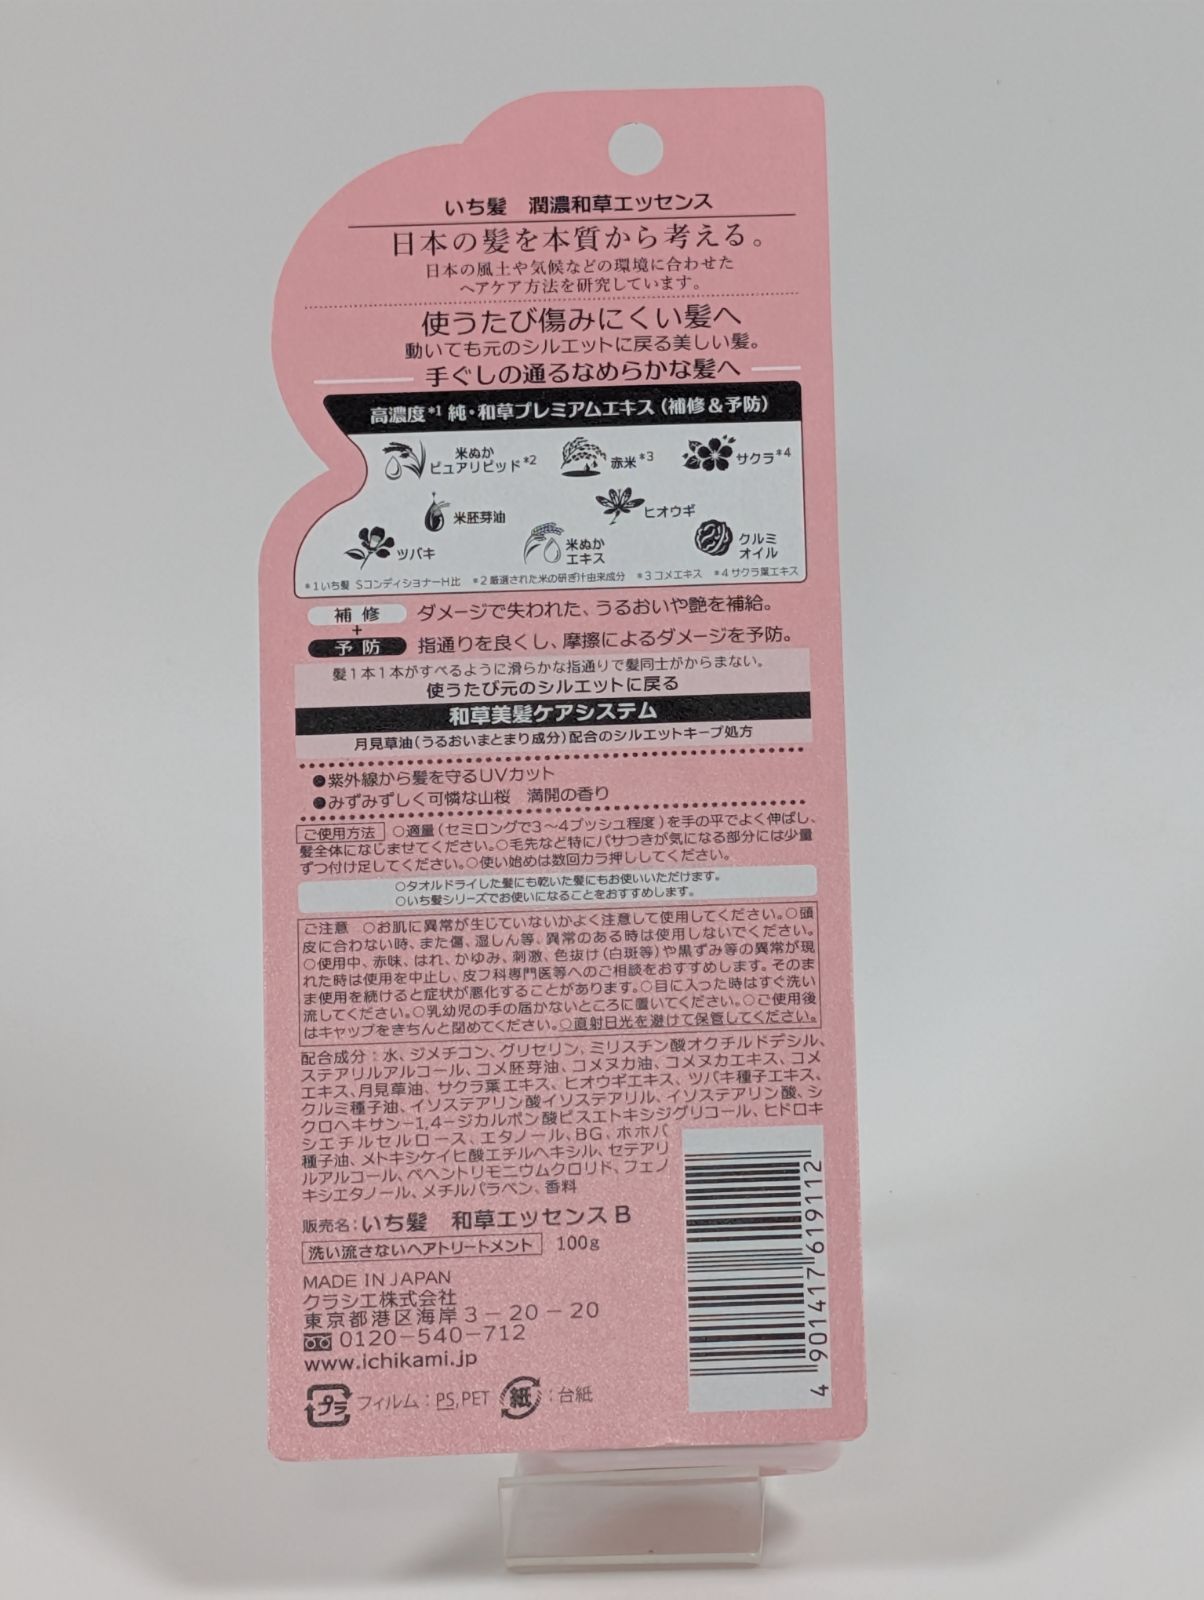 いち髪　潤濃和草エッセンス
日本の髪を本質から考える。
日本の風土や気候などの環境に合わせた
ヘアケア方法を研究しています。
使うたび傷みにくい髪へ
動いても元のシルエットに戻る美しい髪。
手ぐしの通るなめらかな髪へ
高濃度*1 純・和草プレミアムエキス（補修＆予防）
米ぬか
ピュアリピッド*2
赤米*3
サクラ*4
米胚芽油
ヒオウギ
ツバキ
米ぬか
エキス
クルミ
オイル
*1いち髪 SコンディショナーH比　*2厳選された米の研ぎ汁由来成分　*3コメエキス　*4サクラ葉エキス
補修　ダメージで失われた、うるおいや艶を補給。
+
予防　指通りを良くし、摩擦によるダメージを予防。
髪1本1本がすべるように滑らかな指通りで髪同士がからまない。
使うたび元のシルエットに戻る
和草美髪ケアシステム
月見草油（うるおいまとまり成分）配合のシルエットキープ処方
●紫外線から髪を守るUVカット
●みずみずしく可憐な山桜　満開の香り
ご使用方法　○適量（セミロングで3〜4プッシュ程度）を手の平でよく伸ばし、
髪全体になじませてください。○毛先など特にパサつきが気になる部分には少量
ずつ付け足してください。○使い始めは数回カラ押ししてください。
○タオルドライした髪にも乾いた髪にもお使いいただけます。
○いち髪シリーズでお使いになることをおすすめします。
ご注意　○お肌に異常が生じていないかよく注意して使用してください。○頭
皮に合わない時、また傷、湿しん等、異常のある時は使用しないでください。
○使用中、赤味、はれ、かゆみ、刺激、色抜け（白斑等）や黒ずみ等の異常が現
れた時は使用を中止し、皮フ科専門医等へのご相談をおすすめします。そのまま
ま使用を続けると症状が悪化することがあります。○目に入った時はすぐ洗い
流してください。○乳幼児の手の届かないところに置いてください。○ご使用後
はキャップをきちんと閉めてください。○直射日光を避けて保管してください。
配合成分：水、ジメチコン、グリセリン、ミリスチン酸オクチルドデシル、
ステアリルアルコール、コメ胚芽油、コメヌカ油、コメヌカエキス、コメ
エキス、月見草油、サクラ葉エキス、ヒオウギエキス、ツバキ種子エキス、
クルミ種子油、イソステアリン酸イソステアリル、イソステアリン酸、シ
クロヘキサン-1,4-ジカルボン酸ビスエトキシジグリコール、ヒドロキ
シエチルセルロース、エタノール、BG、ホホバ
種子油、メトキシケイヒ酸エチルヘキシル、セテアリ
ルアルコール、ベヘントリモニウムクロリド、フェノ
キシエタノール、メチルパラベン、香料
販売名：いち髪　和草エッセンスB
洗い流さないヘアトリートメント　100g
MADE IN JAPAN
クラシエ株式会社
東京都港区海岸3-20-20
0120-540-712
www.ichikami.jp
プラ フィルム：PS,PET 紙：台紙
4 901417 619112